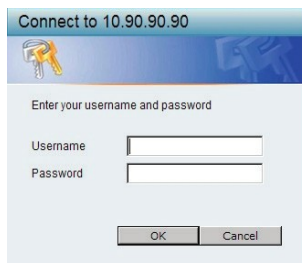 Connect to 10.90.90.90
Enter your username and password
Username
Password
OK Cancel